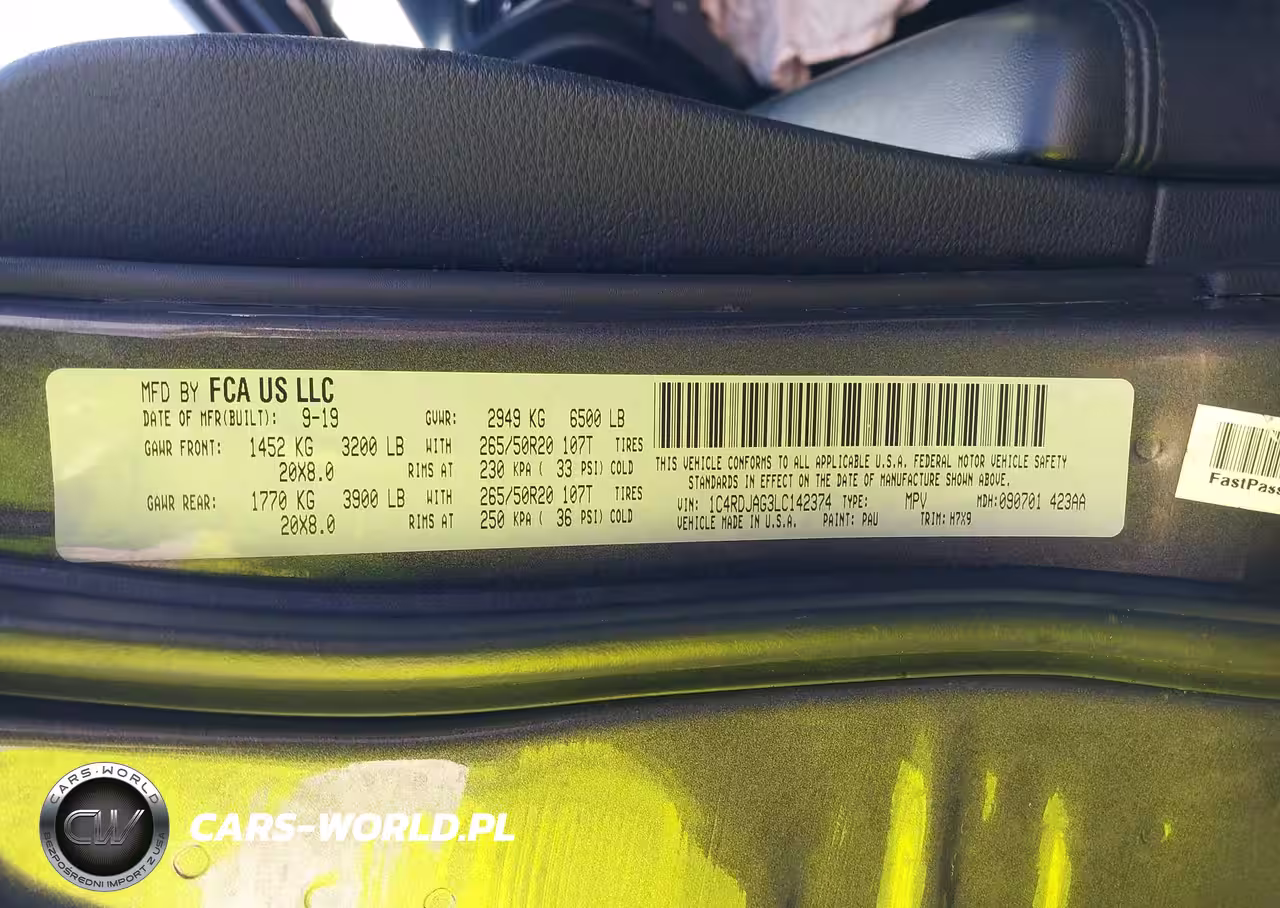 MFD BY FCA US LLC
DATE OF MFR(BUILT): 9-19 GVWR: 2949 KG 6500 LB
GAWR FRONT: 1452 KG 3200 LB WITH 265/50R20 107T TIRES
20X8.0 RIMS AT 230 KPA ( 33 PSI) COLD
GAWR REAR: 1770 KG 3900 LB WITH 265/50R20 107T TIRES
20X8.0 RIMS AT 250 KPA ( 36 PSI) COLD
THIS VEHICLE CONFORMS TO ALL APPLICABLE U.S.A. FEDERAL MOTOR VEHICLE SAFETY
STANDARDS IN EFFECT ON THE DATE OF MANUFACTURE SHOWN ABOVE.
VIN: 1C4RDJAG3LC142374 TYPE: MPV MDH:090701 423AA
VEHICLE MADE IN U.S.A. PAINT: PAU TRIM: H7X9
FastPass
CARS-WORLD
CW
BEZPOŚREDNI IMPORT Z USA
CARS-WORLD.PL